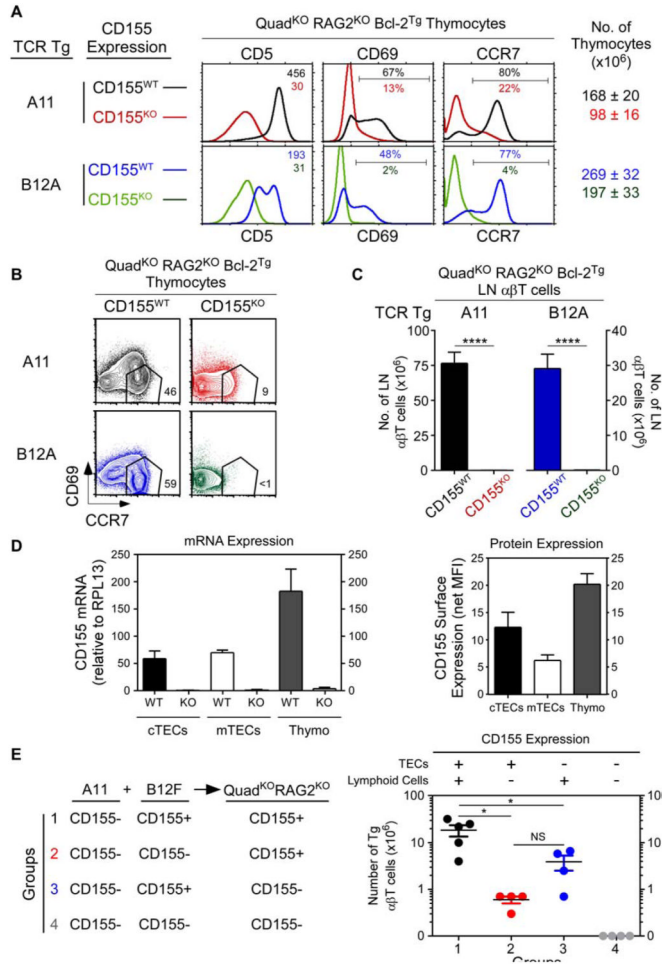 A
Quad^KO RAG2^KO Bcl-2^Tg Thymocytes
TCR Tg
CD155
Expression
CD5
CD69
CCR7
No. of
Thymocytes
(x10^6)
A11
CD155^WT
CD155^KO
456
30
67%
13%
80%
22%
168 ± 20
98 ± 16
B12A
CD155^WT
CD155^KO
193
31
48%
2%
77%
4%
269 ± 32
197 ± 33
CD5
CD69
CCR7
B
Quad^KO RAG2^KO Bcl-2^Tg
Thymocytes
CD155^WT
CD155^KO
A11
46
9
B12A
59
<1
CD69
CCR7
C
Quad^KO RAG2^KO Bcl-2^Tg
LN αβT cells
TCR Tg
A11
B12A
No. of LN
αβT cells (x10^6)
100
75
50
25
0
****
****
40
30
20
10
0
No. of LN
αβT cells (x10^6)
CD155^WT
CD155^KO
CD155^WT
CD155^KO
D
mRNA Expression
CD155 mRNA
(relative to RPL13)
250
200
150
100
50
0
250
200
150
100
50
0
WT KO WT KO WT KO
cTECs mTECs Thymo
Protein Expression
CD155 Surface
Expression (net MFI)
25
20
15
10
5
0
25
20
15
10
5
0
cTECs mTECs Thymo
E
A11 + B12F Quad^KORAG2^KO
Groups
1 CD155- CD155+ CD155+
2 CD155- CD155- CD155+
3 CD155- CD155+ CD155-
4 CD155- CD155- CD155-
CD155 Expression
TECs + + - -
Lymphoid Cells + - + -
Number of Tg
αβT cells (x10^6)
100
10
1
0
*
*
NS
100
10
1
0
1 2 3 4